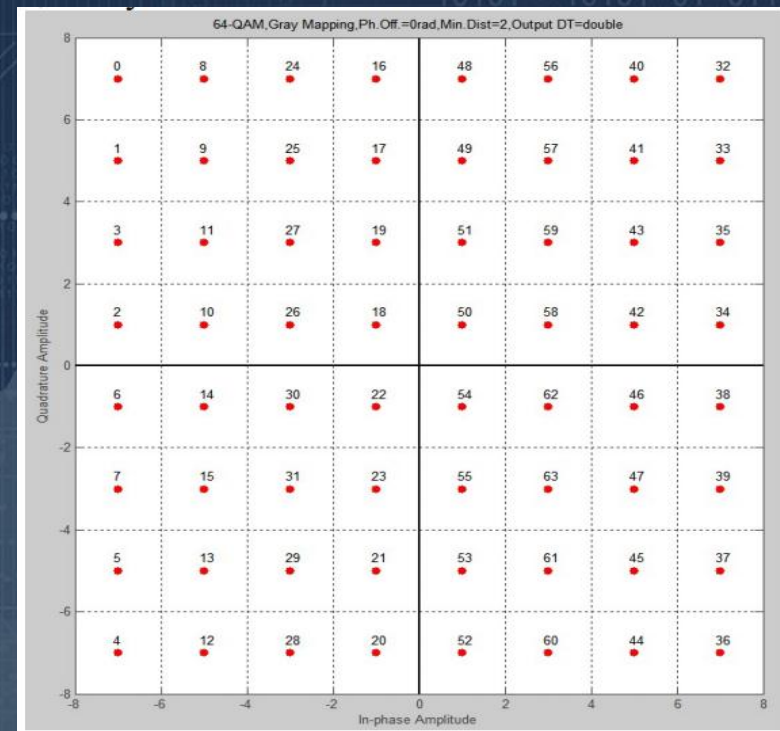 64-QAM,Gray Mapping,Ph.Off.=0rad,Min.Dist=2,Output DT=double
8
0 8 24 16 48 56 40 32
6
1 9 25 17 49 57 41 33
4
3 11 27 19 51 59 43 35
2
2 10 26 18 50 58 42 34
Quadrature Amplitude
0
6 14 30 22 54 62 46 38
-2
7 15 31 23 55 63 47 39
-4
5 13 29 21 53 61 45 37
-6
4 12 28 20 52 60 44 36
-8
-8 -6 -4 -2 0 2 4 6 8
In-phase Amplitude